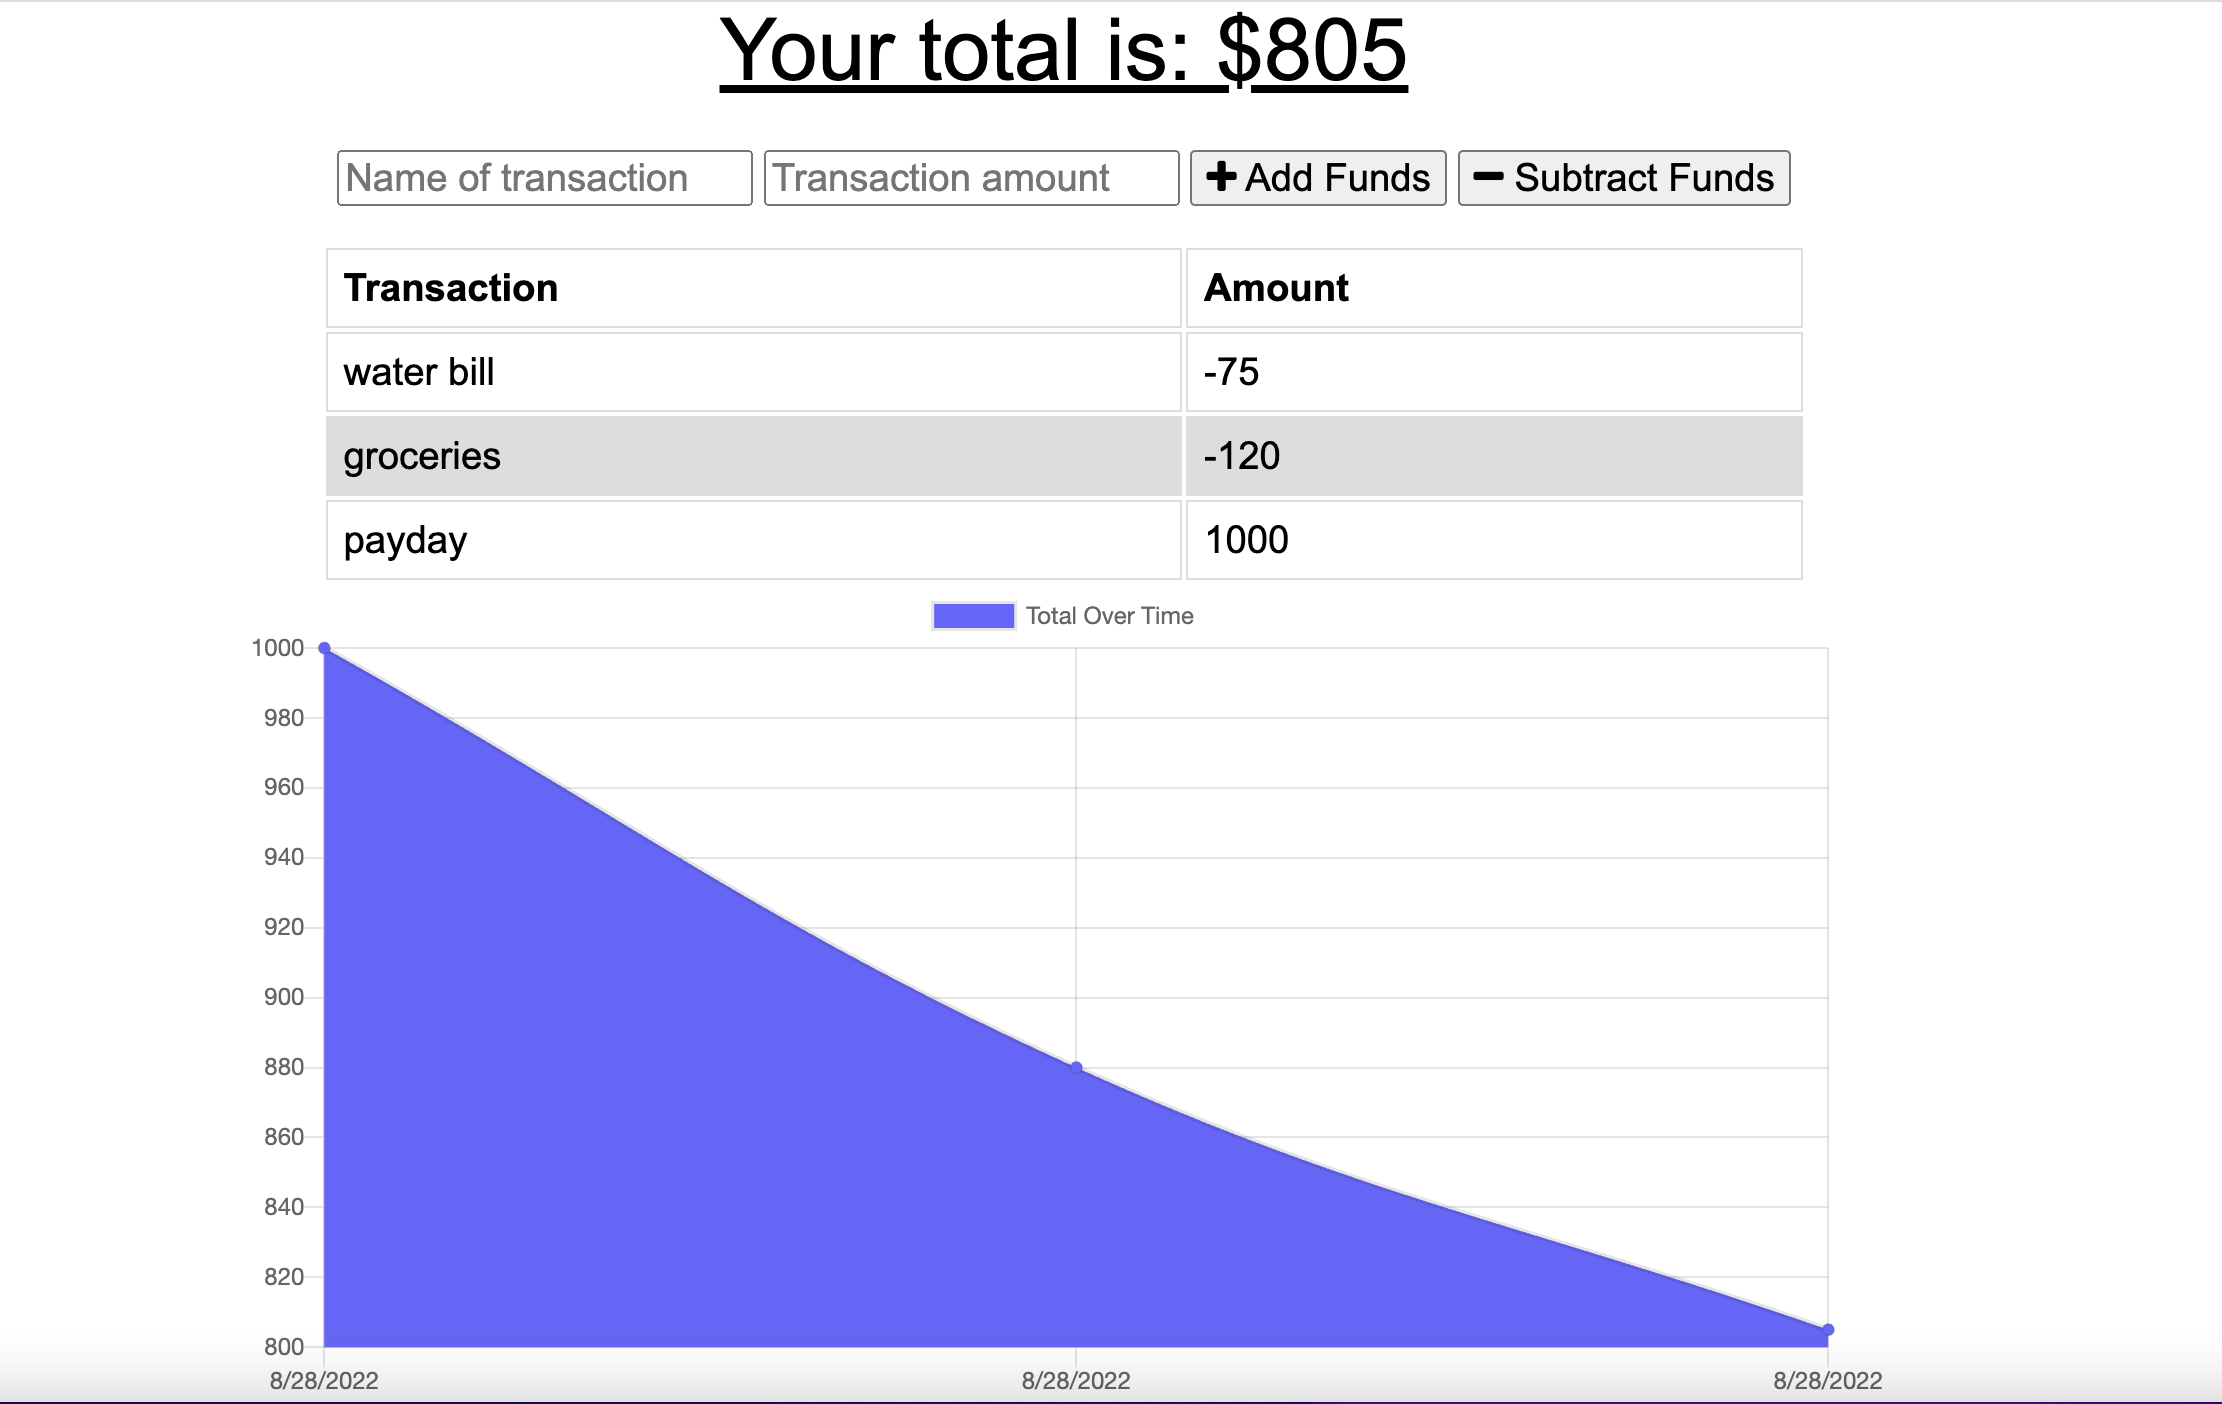 Your total is: $805
Name of transaction Transaction amount Add Funds Subtract Funds
Transaction Amount
water bill -75
groceries -120
payday 1000
Total Over Time
1000
980
960
940
920
900
880
860
840
820
800
8/28/2022 8/28/2022 8/28/2022